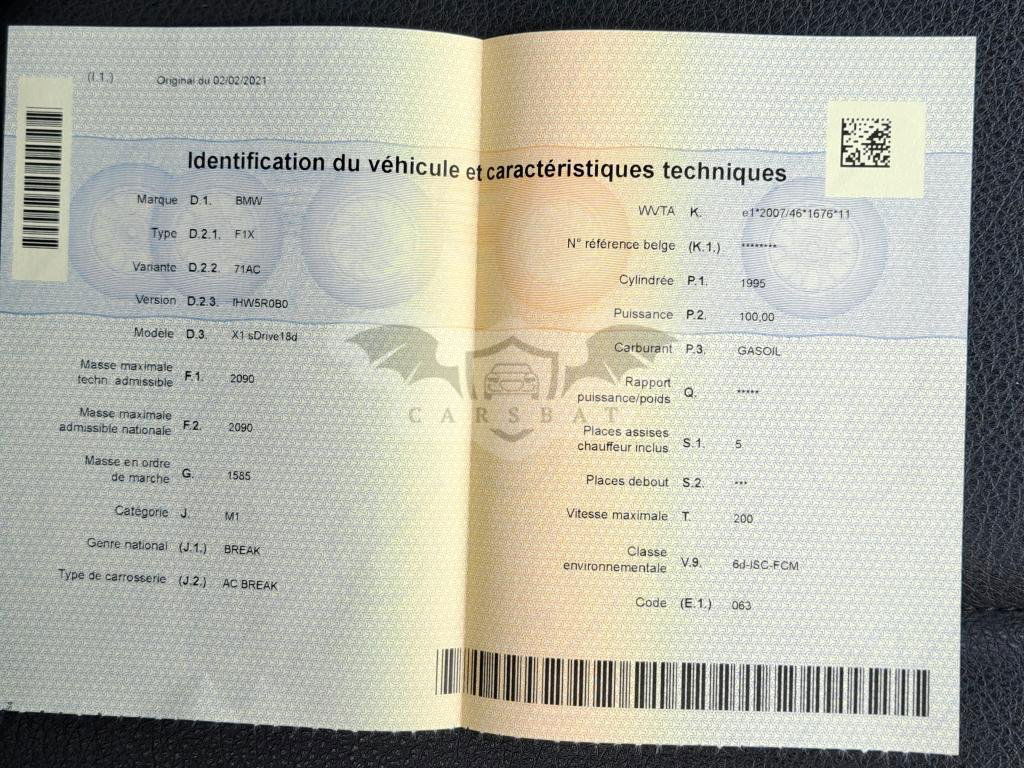 (I.1.) Original du 02/02/2021
Identification du véhicule et caractéristiques techniques
Marque D.1. BMW
Type D.2.1. F1X
Variante D.2.2. 71AC
Version D.2.3. IHW5R0B0
Modèle D.3. X1 sDrive18d
Masse maximale
techn. admissible F.1. 2090
Masse maximale
admissible nationale F.2. 2090
Masse en ordre
de marche G. 1585
Catégorie J. M1
Genre national (J.1.) BREAK
Type de carrosserie (J.2.) AC BREAK
WVTA K. e1*2007/46*1676*11
N° référence belge (K.1.) ********
Cylindrée P.1. 1995
Puissance P.2. 100,00
Carburant P.3. GASOIL
Rapport
puissance/poids Q. *****
Places assises
chauffeur inclus S.1. 5
Places debout S.2. ***
Vitesse maximale T. 200
Classe
environnementale V.9. 6d-ISC-FCM
Code (E.1.) 063
CARSBAT